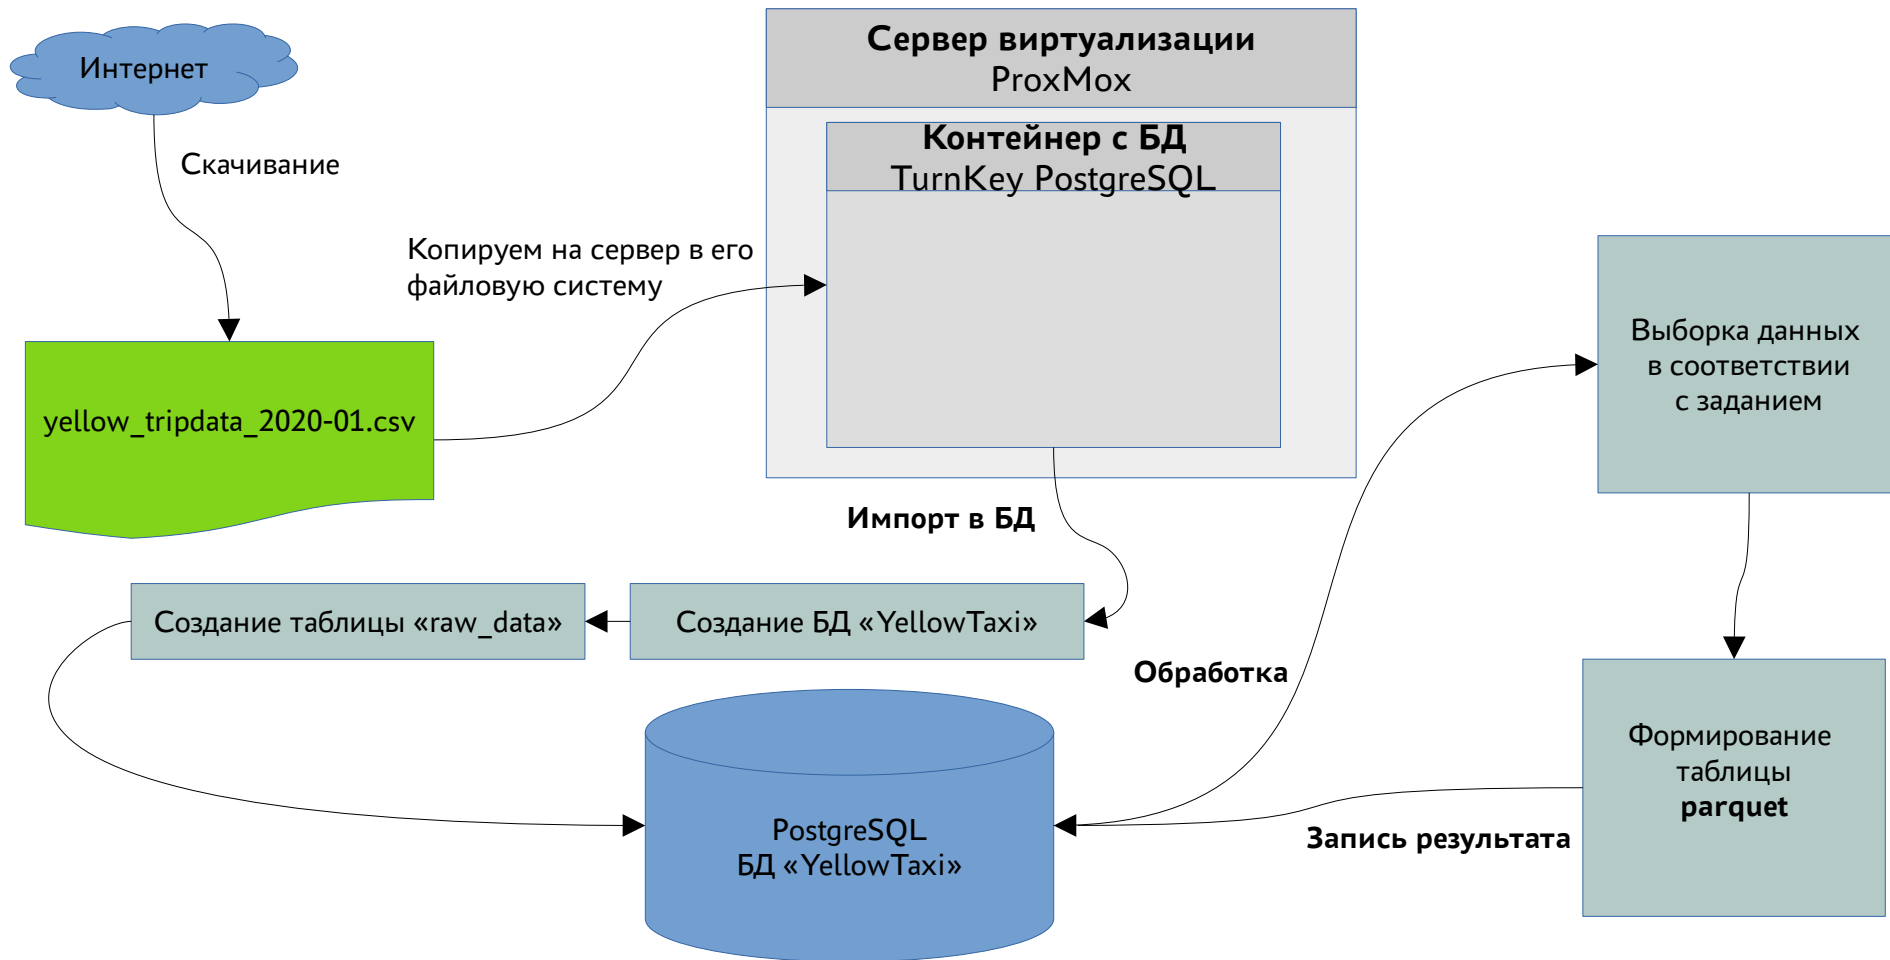 Интернет
Скачивание
Сервер виртуализации
ProxMox
Контейнер с БД
TurnKey PostgreSQL
Копируем на сервер в его
файловую систему
yellow_tripdata_2020-01.csv
Выборка данных
в соответствии
с заданием
Импорт в БД
Создание таблицы «raw_data»
Создание БД «YellowTaxi»
Обработка
Формирование
таблицы
parquet
Запись результата
PostgreSQL
БД «YellowTaxi»